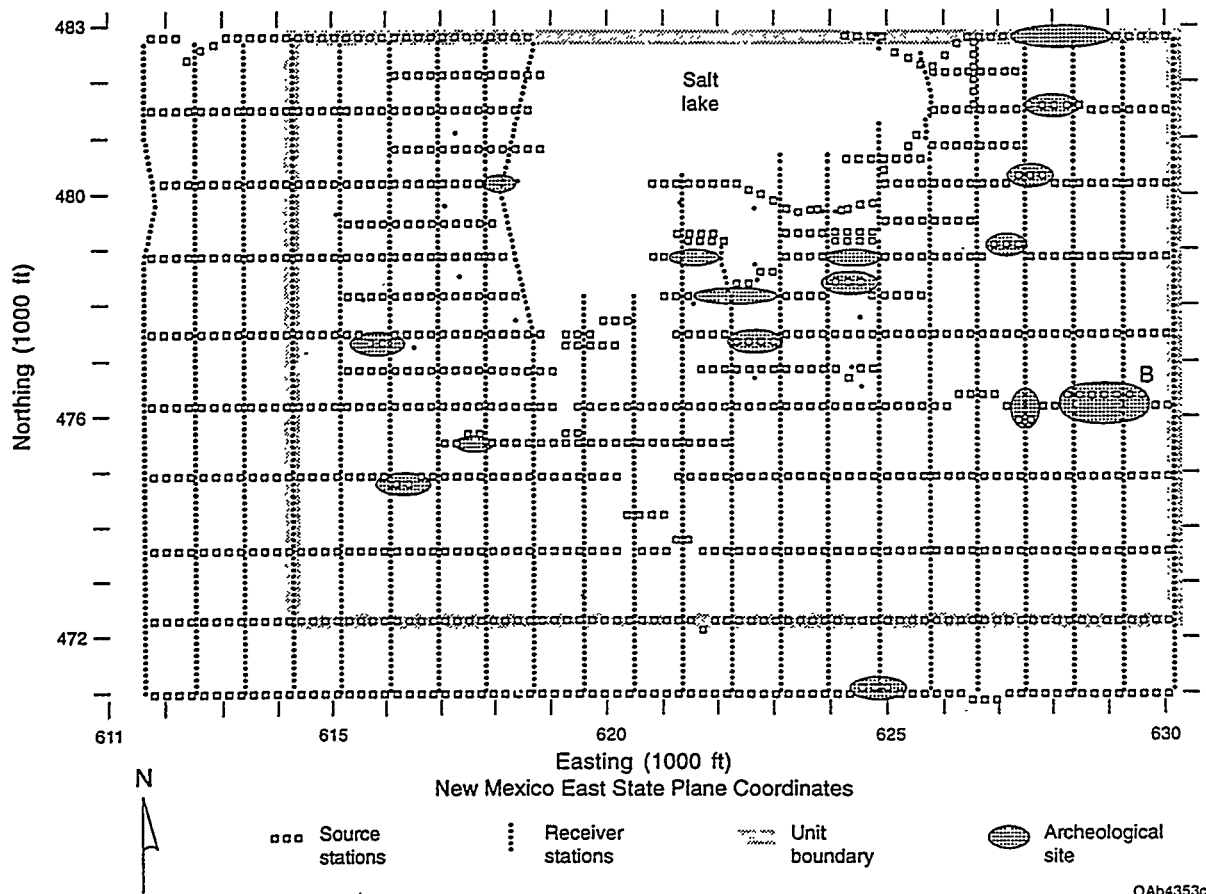 483
480
476
472
Northing (1000 ft)
Salt
lake
B
611
615
620
625
630
Easting (1000 ft)
New Mexico East State Plane Coordinates
N
Source
stations
Receiver
stations
Unit
boundary
Archeological
site
QAb4353c